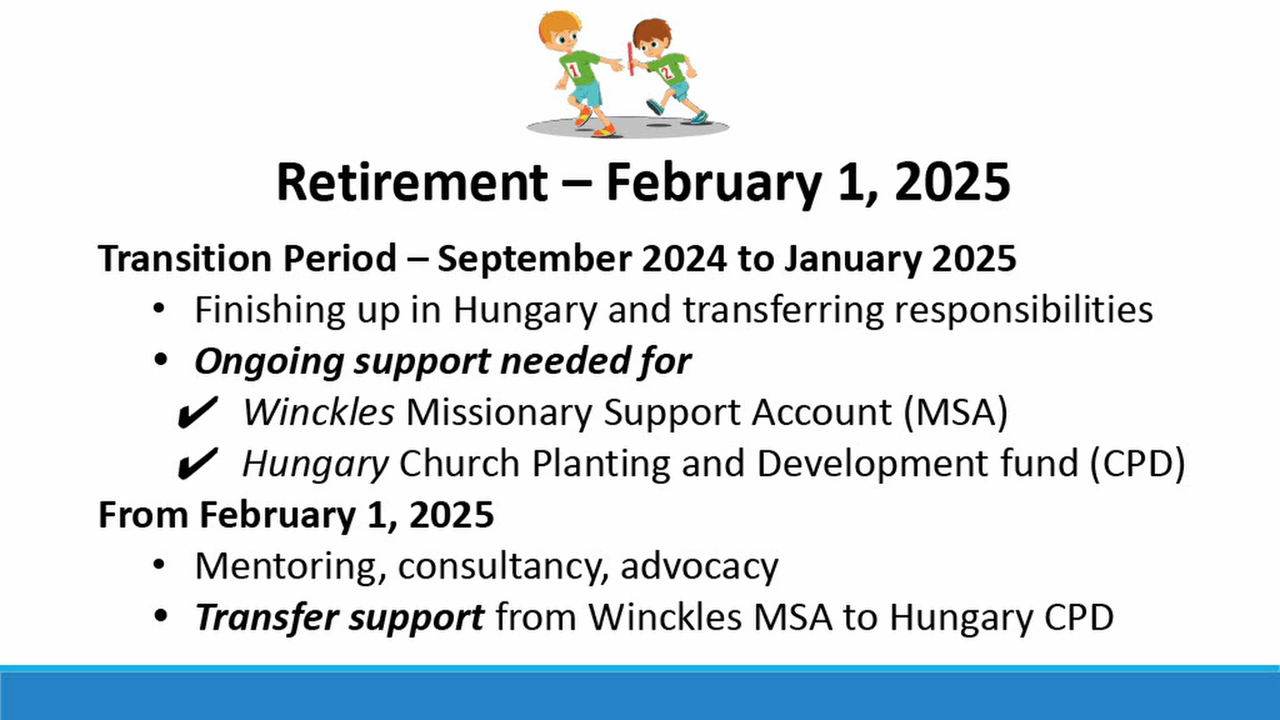 1
2
Retirement – February 1, 2025
Transition Period – September 2024 to January 2025
• Finishing up in Hungary and transferring responsibilities
• Ongoing support needed for
✔ Winckles Missionary Support Account (MSA)
✔ Hungary Church Planting and Development fund (CPD)
From February 1, 2025
• Mentoring, consultancy, advocacy
• Transfer support from Winckles MSA to Hungary CPD